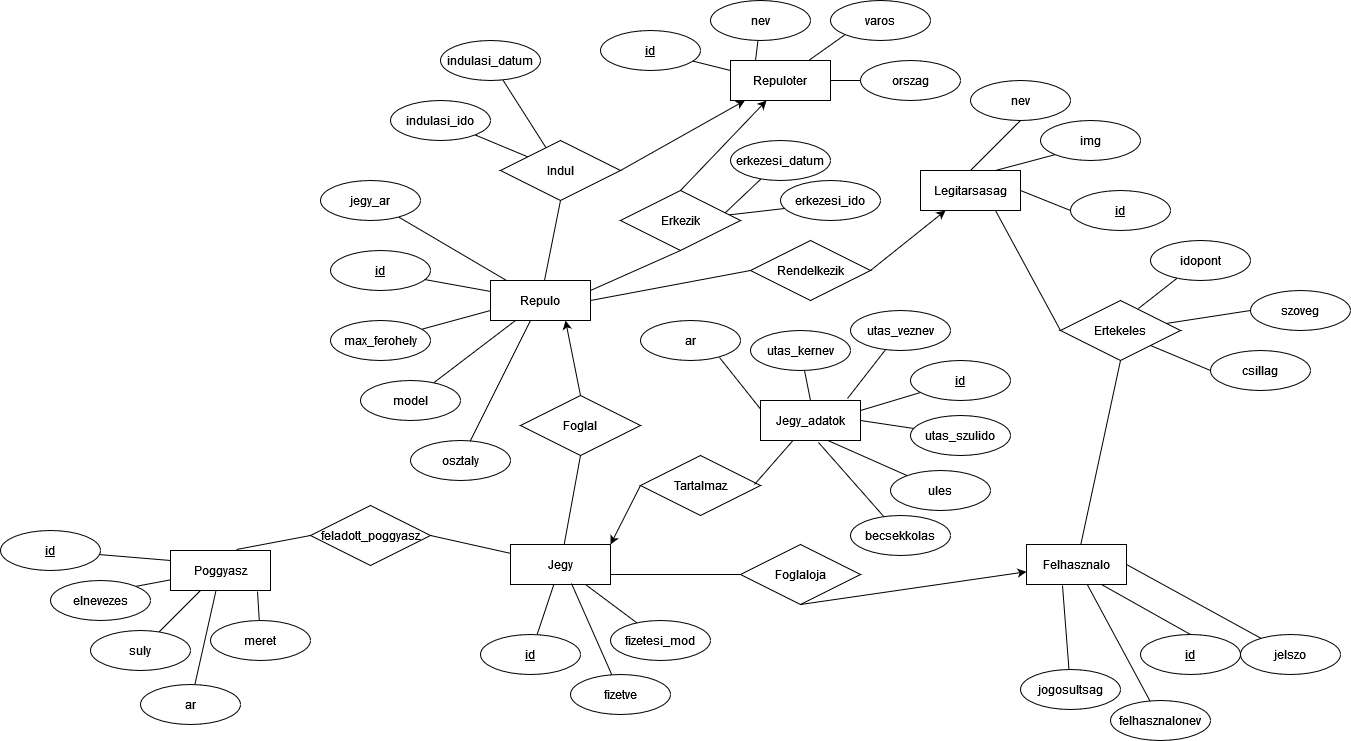 nev
varos
id
indulasi_datum
Repuloter
orszag
nev
indulasi_ido
img
erkezesi_datum
Indul
Legitarsasag
jegy_ar
erkezesi_ido
id
Erkezik
idopont
id
Rendelkezik
Repulo
szoveg
utas_veznev
Ertekeles
max_ferohely
ar
utas_kernev
csillag
id
model
Jegy_adatok
Foglal
utas_szulido
osztaly
Tartalmaz
ules
feladott_poggyasz
becsekkolas
id
Poggyasz
Jegy
Foglaloja
Felhasznalo
elnevezes
meret
fizetesi_mod
suly
id
id
jelszo
jogosultsag
fizetve
ar
felhasznalonev